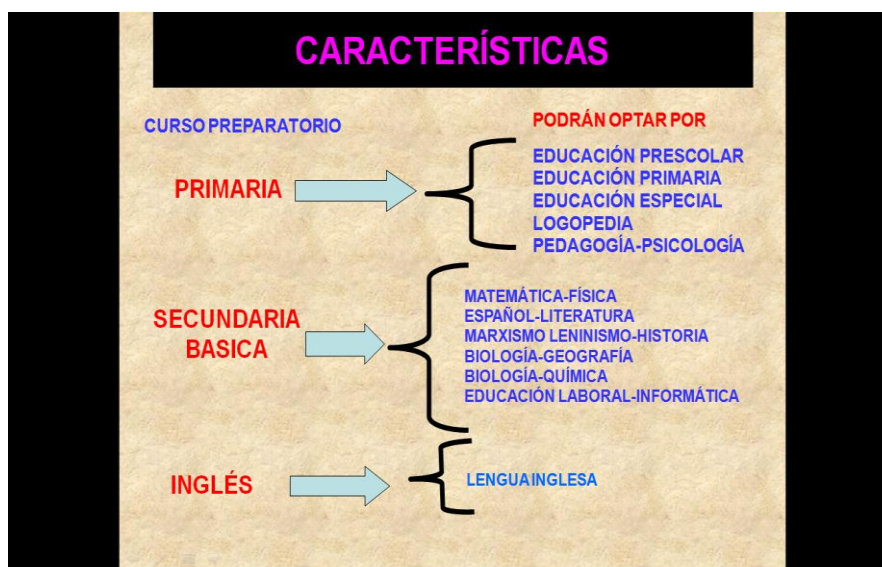 CARACTERÍSTICAS
CURSO PREPARATORIO
PODRÁN OPTAR POR
PRIMARIA
EDUCACIÓN PRESCOLAR
EDUCACIÓN PRIMARIA
EDUCACIÓN ESPECIAL
LOGOPEDIA
PEDAGOGÍA-PSICOLOGÍA
SECUNDARIA
BASICA
MATEMÁTICA-FÍSICA
ESPAÑOL-LITERATURA
MARXISMO LENINISMO-HISTORIA
BIOLOGÍA-GEOGRAFÍA
BIOLOGÍA-QUÍMICA
EDUCACIÓN LABORAL-INFORMÁTICA
INGLÉS
LENGUA INGLESA